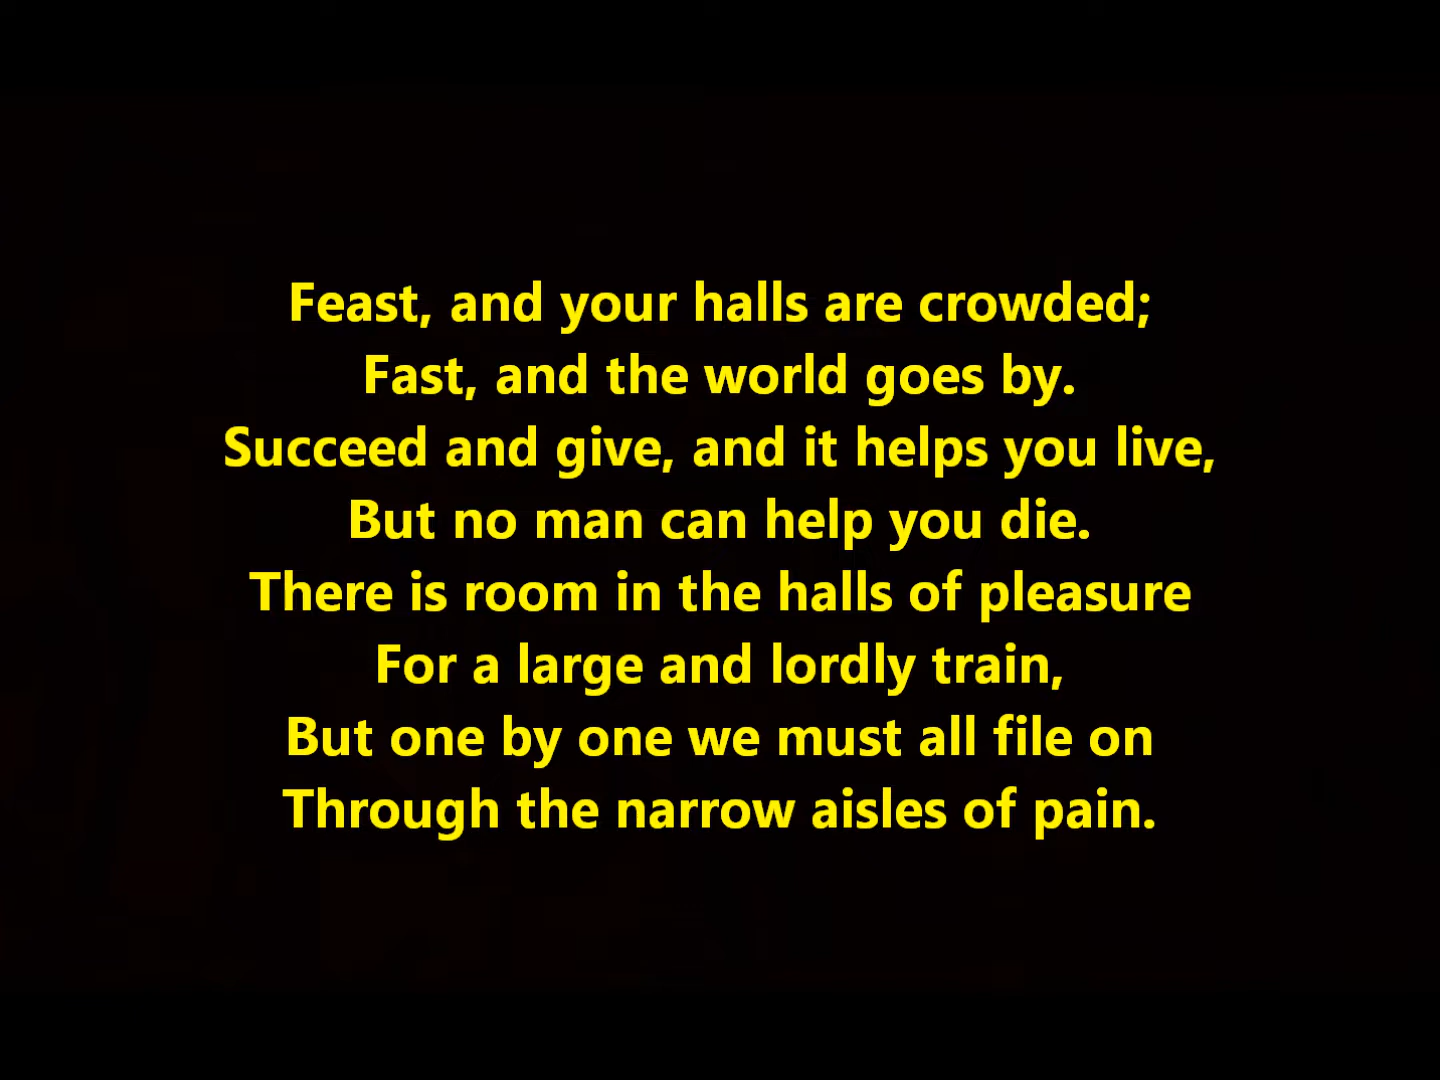 Feast, and your halls are crowded;
Fast, and the world goes by.
Succeed and give, and it helps you live,
But no man can help you die.
There is room in the halls of pleasure
For a large and lordly train,
But one by one we must all file on
Through the narrow aisles of pain.